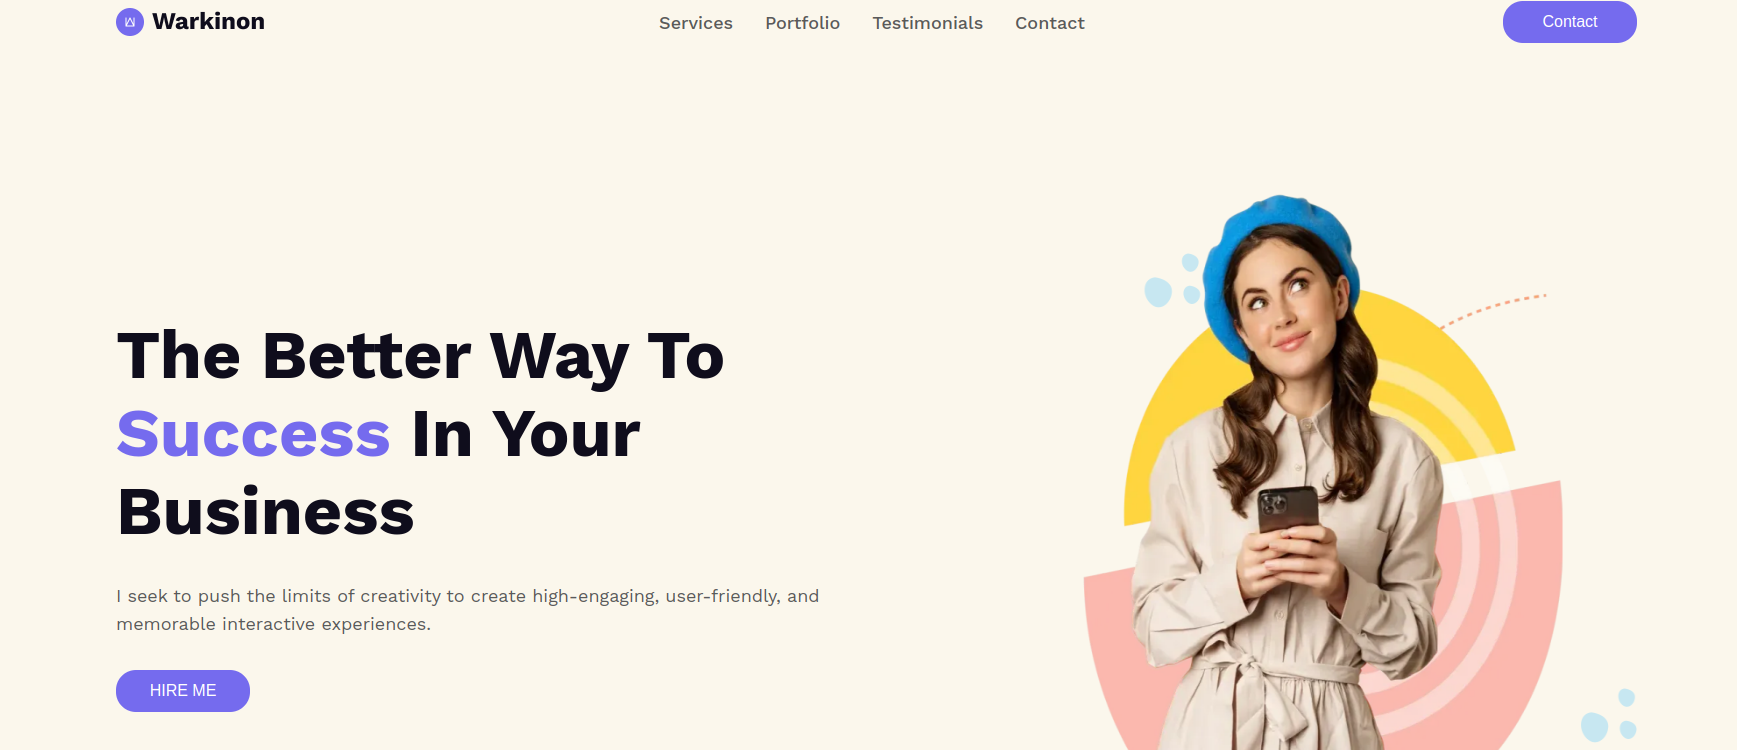 Warkinon
Services Portfolio Testimonials Contact
Contact
The Better Way To
Success In Your
Business
I seek to push the limits of creativity to create high-engaging, user-friendly, and
memorable interactive experiences.
HIRE ME